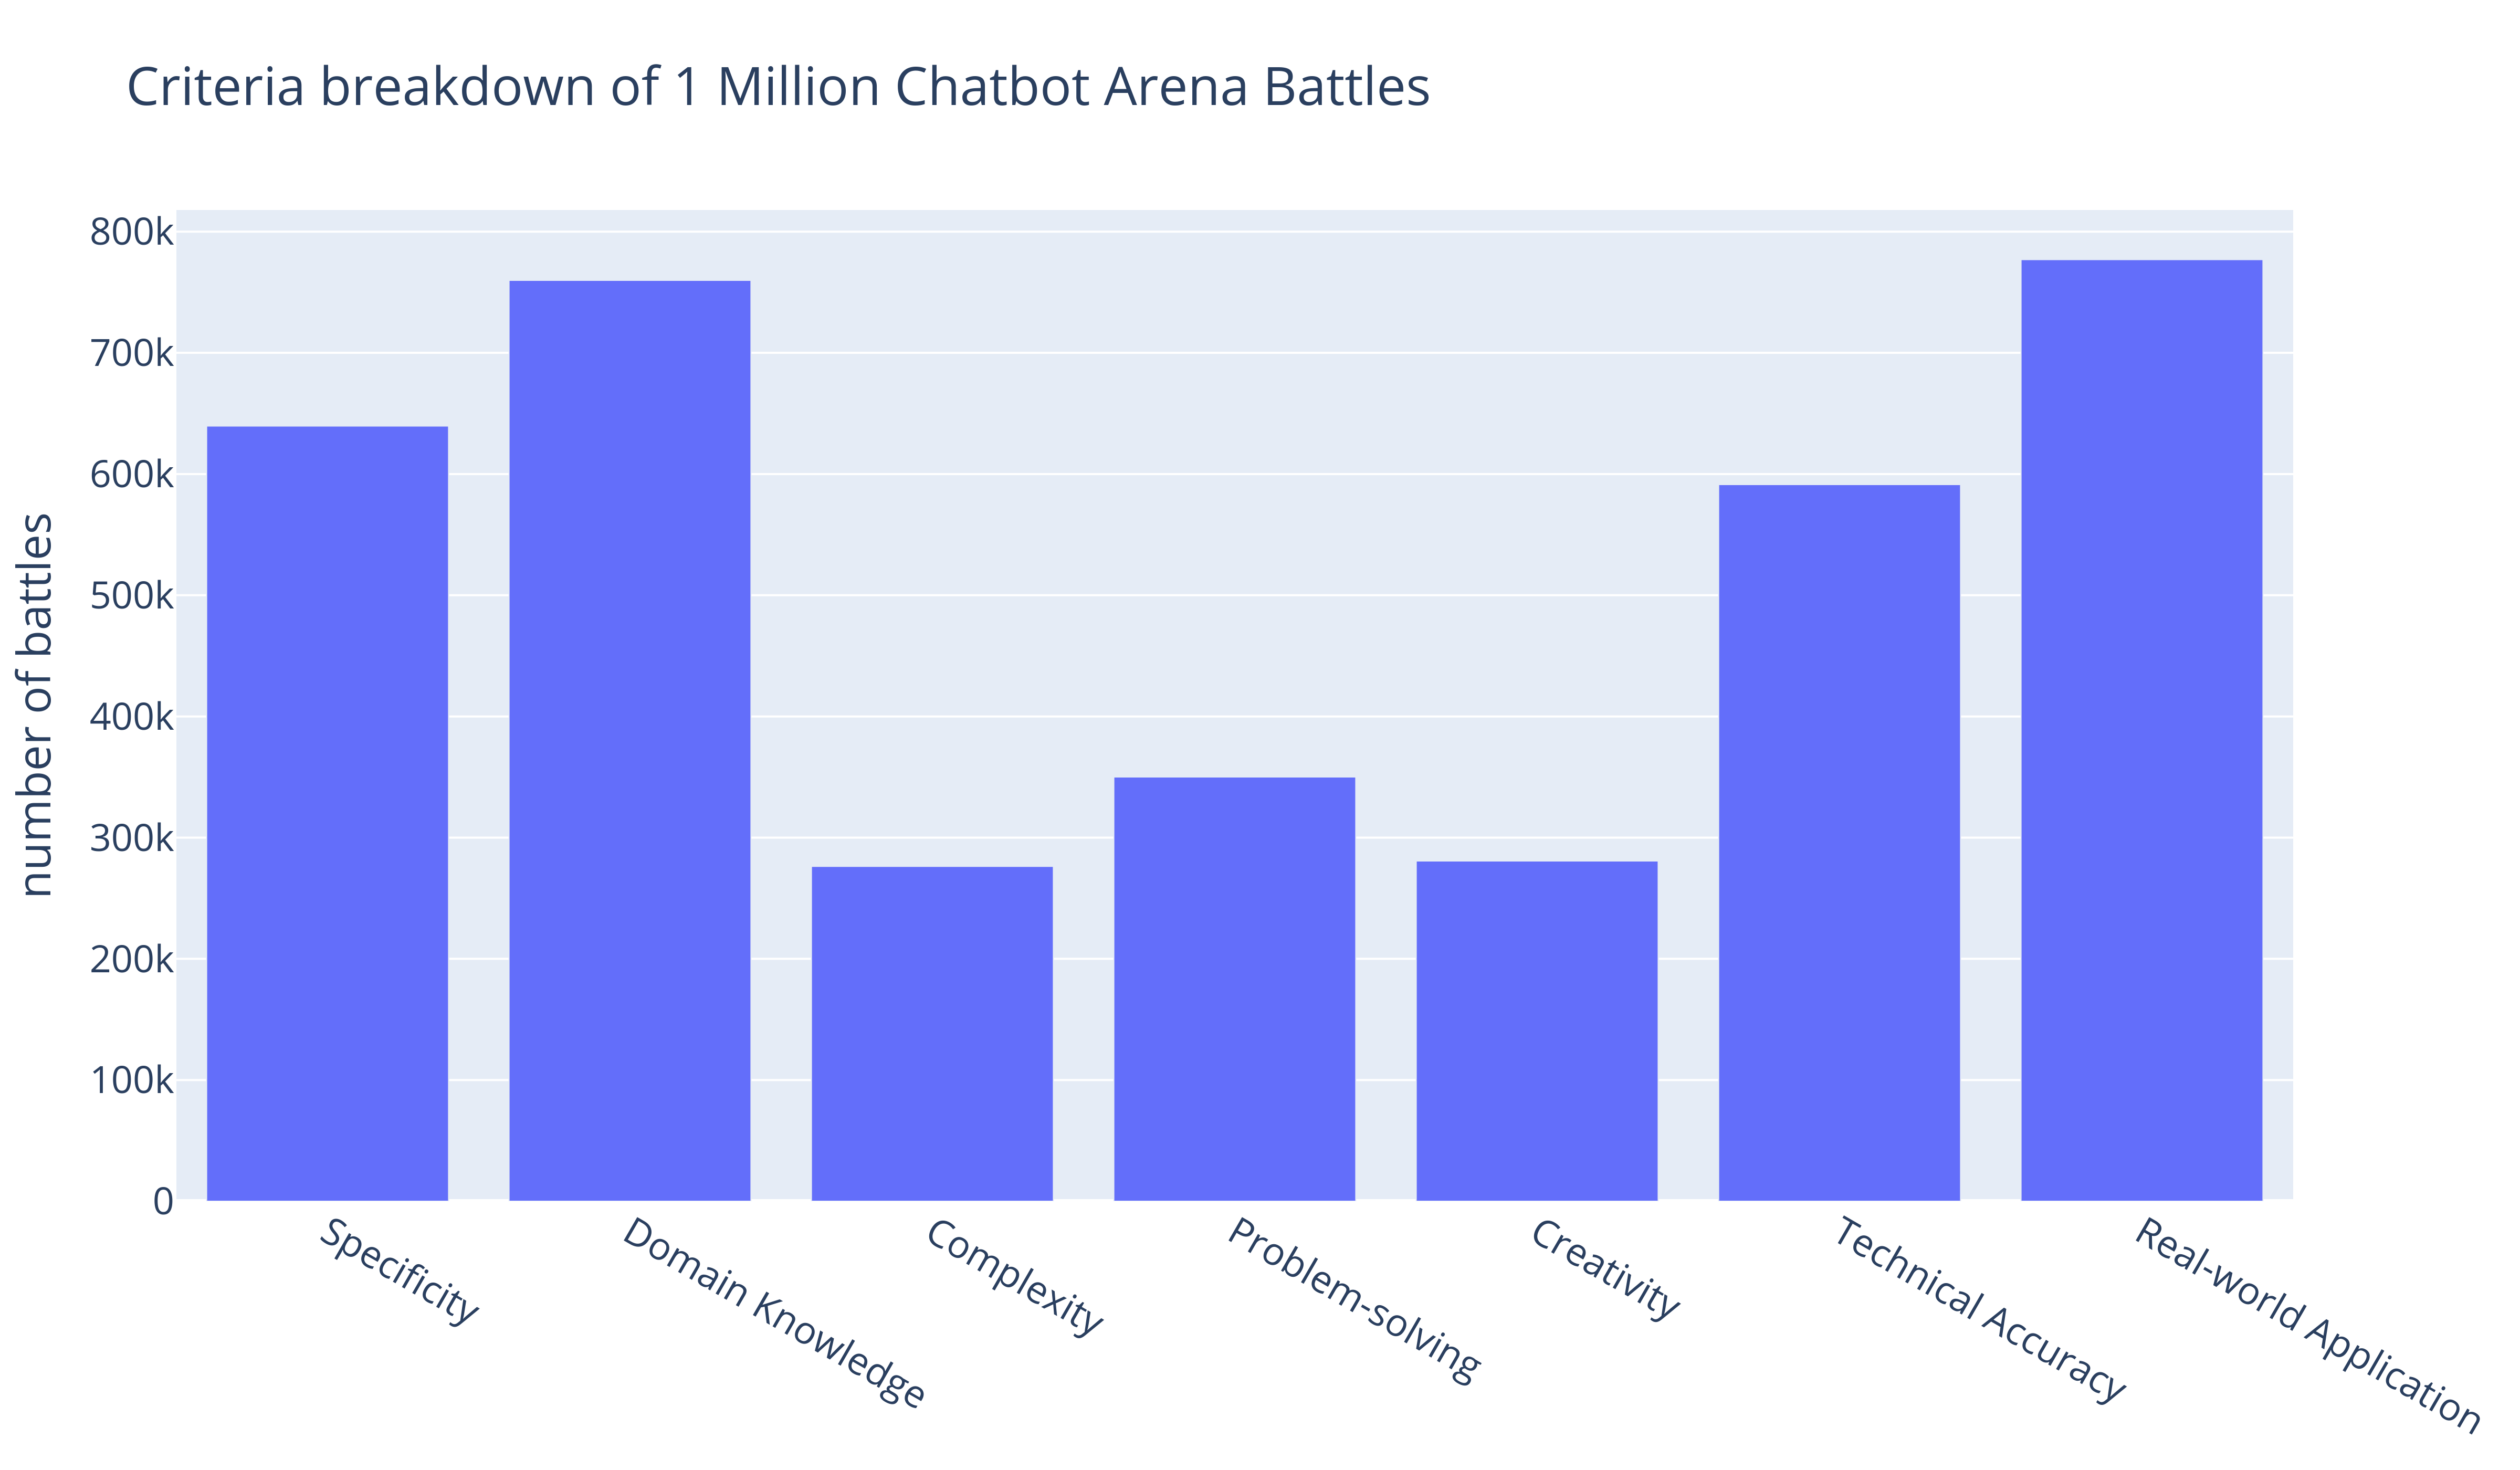 Criteria breakdown of 1 Million Chatbot Arena Battles
800k
700k
600k
500k
400k
300k
200k
100k
0
number of battles
Specificity
Domain Knowledge
Complexity
Problem-solving
Creativity
Technical Accuracy
Real-world Application